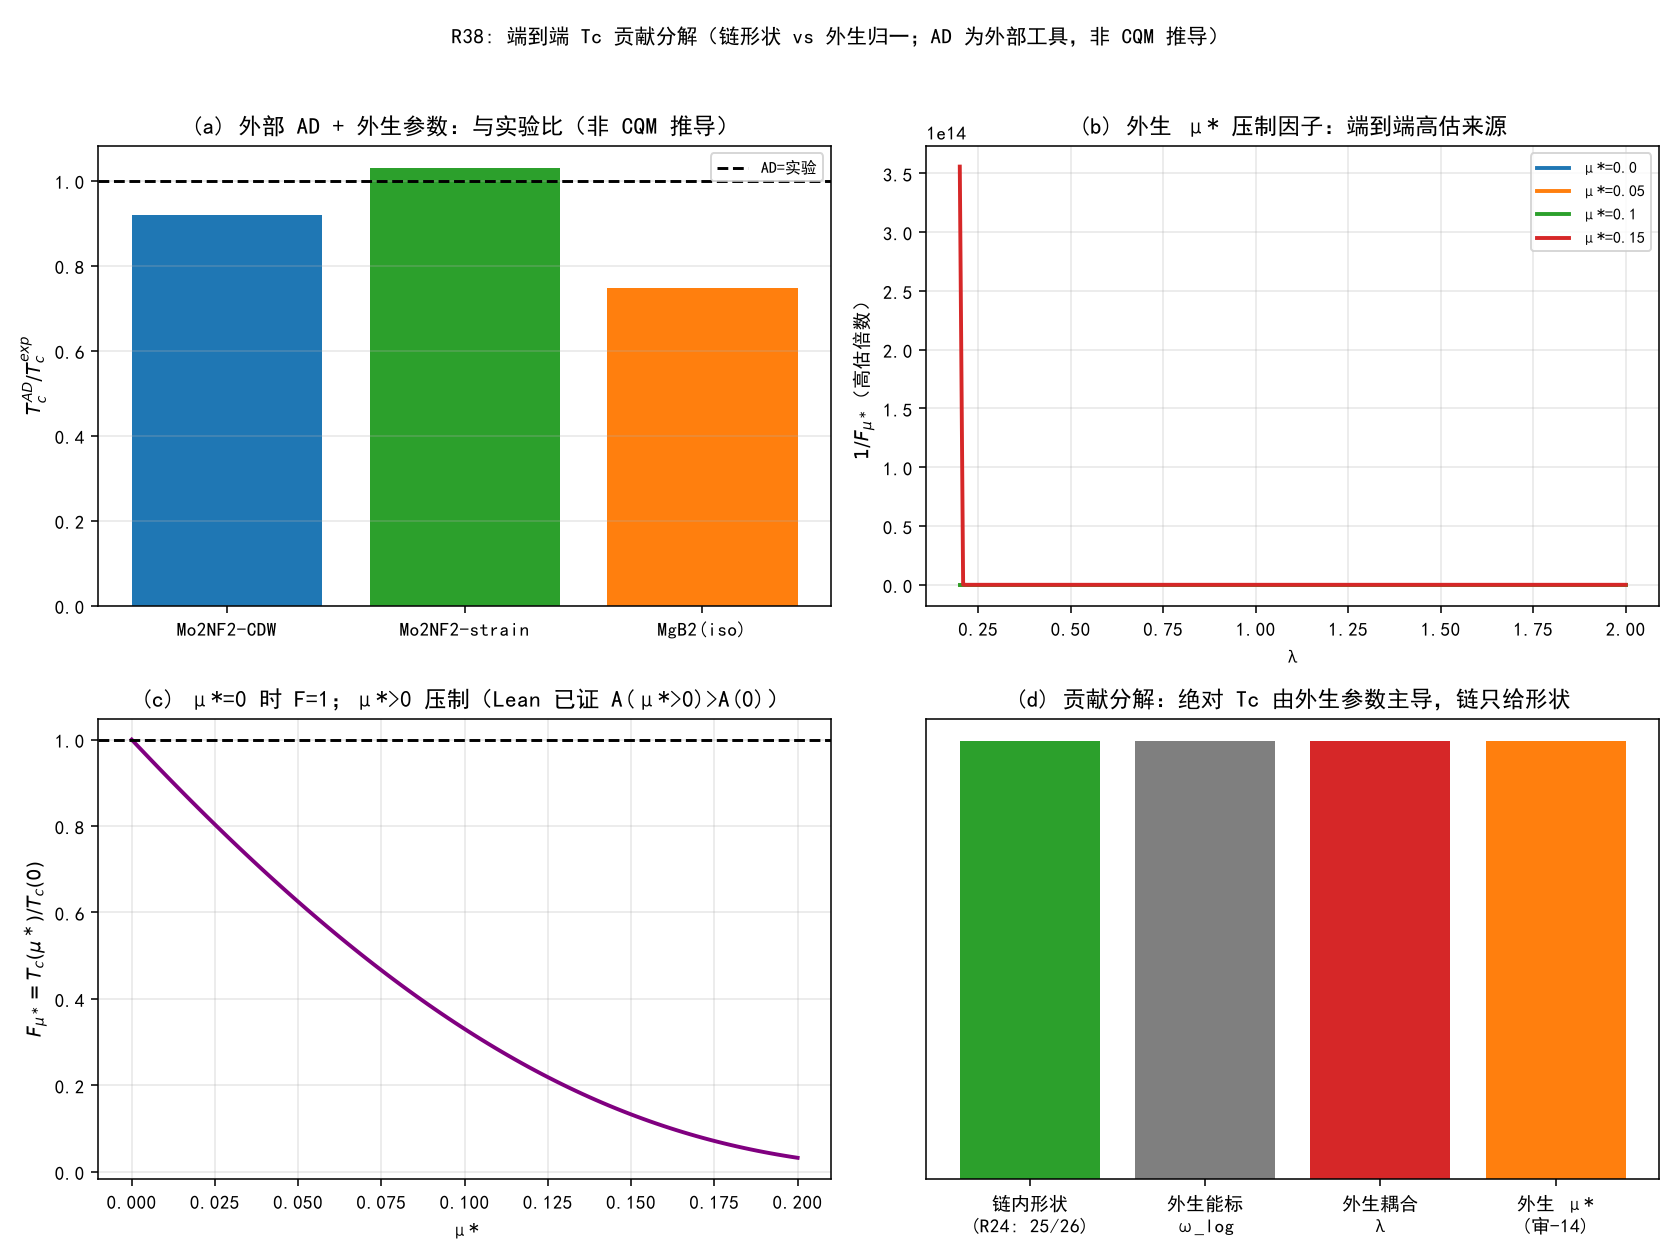 R38: 端到端 Tc 贡献分解（链形状 vs 外生归一; AD 为外部工具, 非 CQM 推导）
(a) 外部 AD + 外生参数: 与实验比（非 CQM 推导）
AD=实验
1.0
0.8
0.6
0.4
0.2
0.0
T_c^{AD}/T_c^{exp}
Mo2NF2-CDW
Mo2NF2-strain
MgB2(iso)
(b) 外生 μ* 压制因子: 端到端高估来源
1e14
μ*=0.0
μ*=0.05
μ*=0.1
μ*=0.15
3.5
3.0
2.5
2.0
1.5
1.0
0.5
0.0
1/F_{μ*}（高估倍数）
0.25 0.50 0.75 1.00 1.25 1.50 1.75 2.00
λ
(c) μ*=0 时 F=1; μ*>0 压制（Lean 已证 A(μ*>0)>A(0)）
1.0
0.8
0.6
0.4
0.2
0.0
F_{μ*} = T_c(μ*)/T_c(0)
0.000 0.025 0.050 0.075 0.100 0.125 0.150 0.175 0.200
μ*
(d) 贡献分解: 绝对 Tc 由外生参数主导, 链只给形状
链内形状
(R24: 25/26)
外生能标
ω_log
外生耦合
λ
外生 μ*
(审-14)